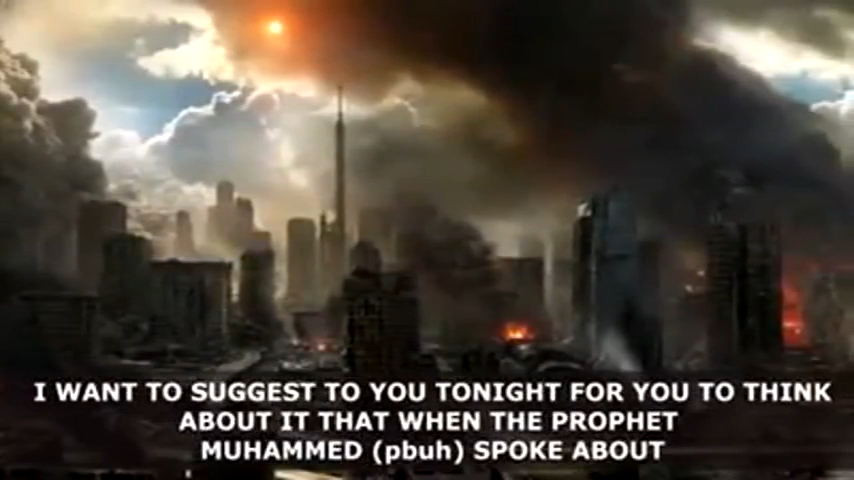 I WANT TO SUGGEST TO YOU TONIGHT FOR YOU TO THINK
ABOUT IT THAT WHEN THE PROPHET
MUHAMMED (pbuh) SPOKE ABOUT